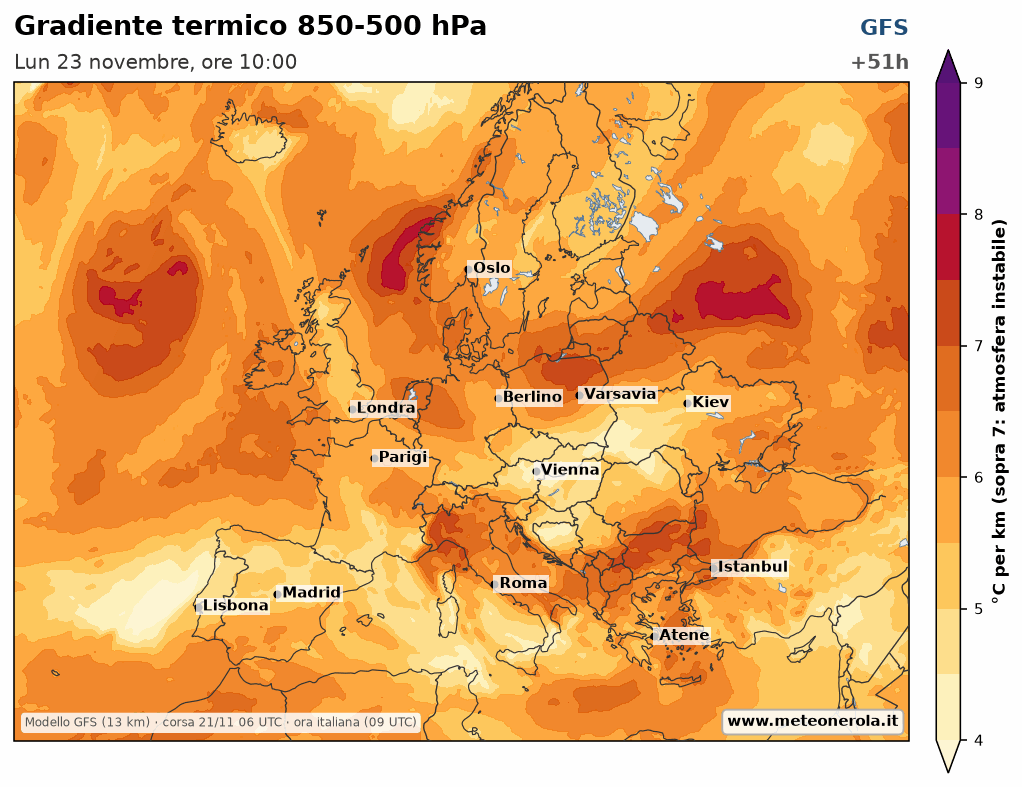 Gradiente termico 850-500 hPa
GFS
Lun 23 novembre, ore 10:00
+51h
Oslo
Londra
Berlino
Varsavia
Kiev
Parigi
Vienna
Istanbul
Roma
Madrid
Lisbona
Atene
Modello GFS (13 km) · corsa 21/11 06 UTC · ora italiana (09 UTC)
www.meteonerola.it
9
8
7
6
5
4
°C per km (sopra 7: atmosfera instabile)